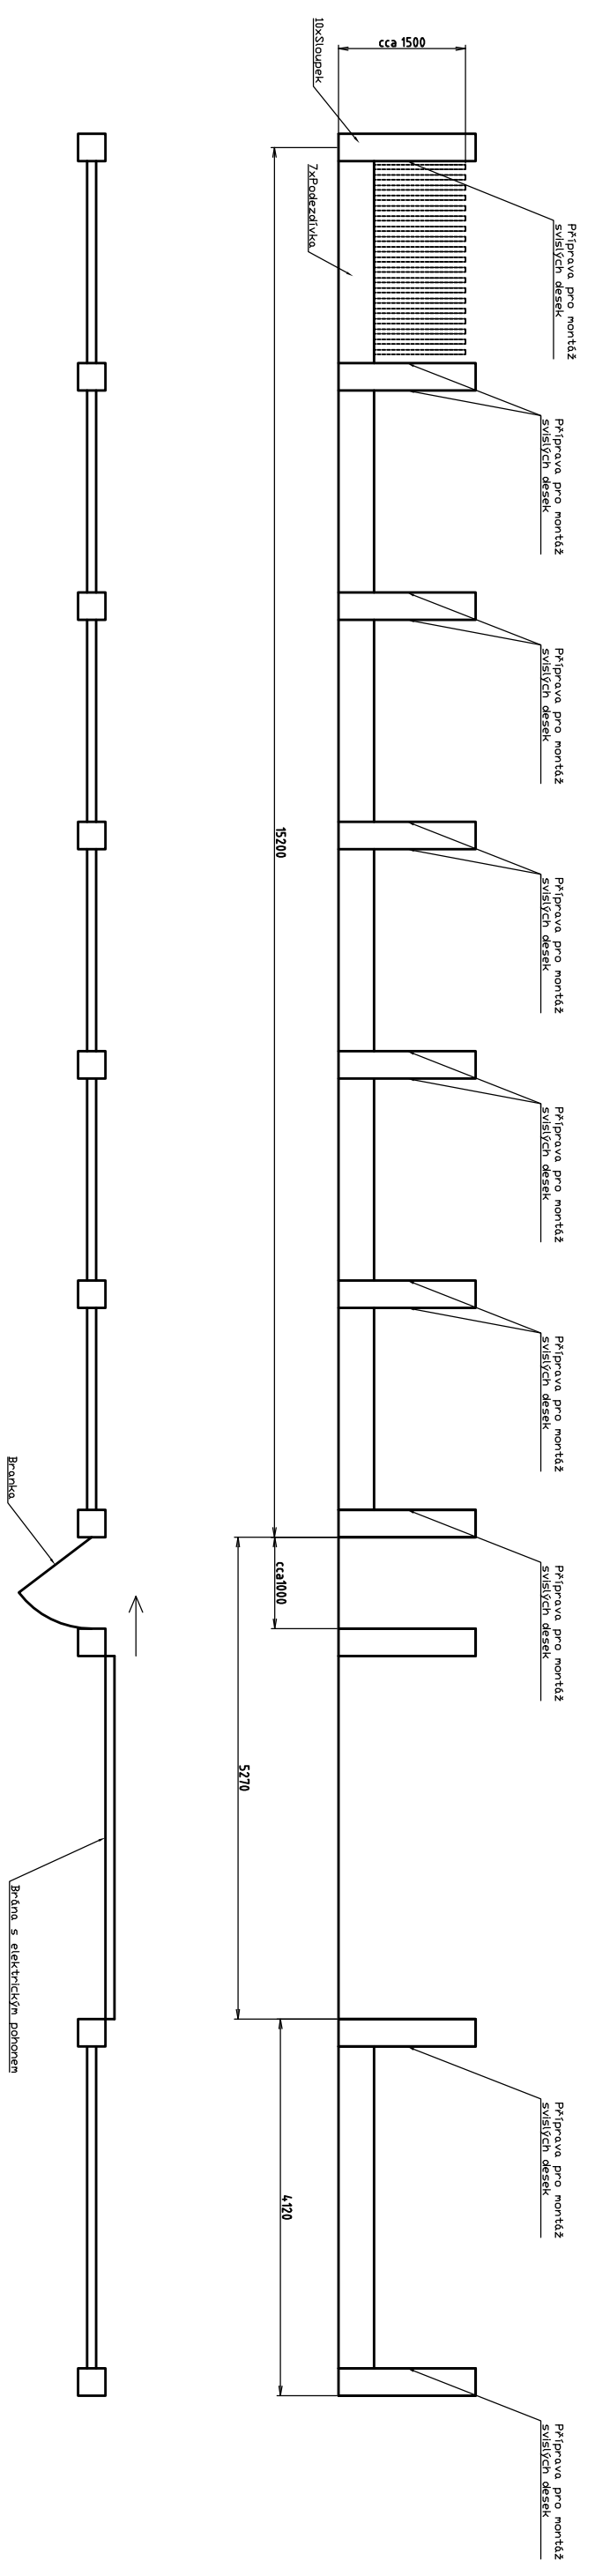 cca 1500
10xSloupek
7xPodezdívka
Příprava pro montáž
svislých desek
Příprava pro montáž
svislých desek
Příprava pro montáž
svislých desek
Příprava pro montáž
svislých desek
15200
Příprava pro montáž
svislých desek
Příprava pro montáž
svislých desek
Branka
cca1000
Příprava pro montáž
svislých desek
5270
Brána s elektrickým pohonem
Příprava pro montáž
svislých desek
4120
Příprava pro montáž
svislých desek